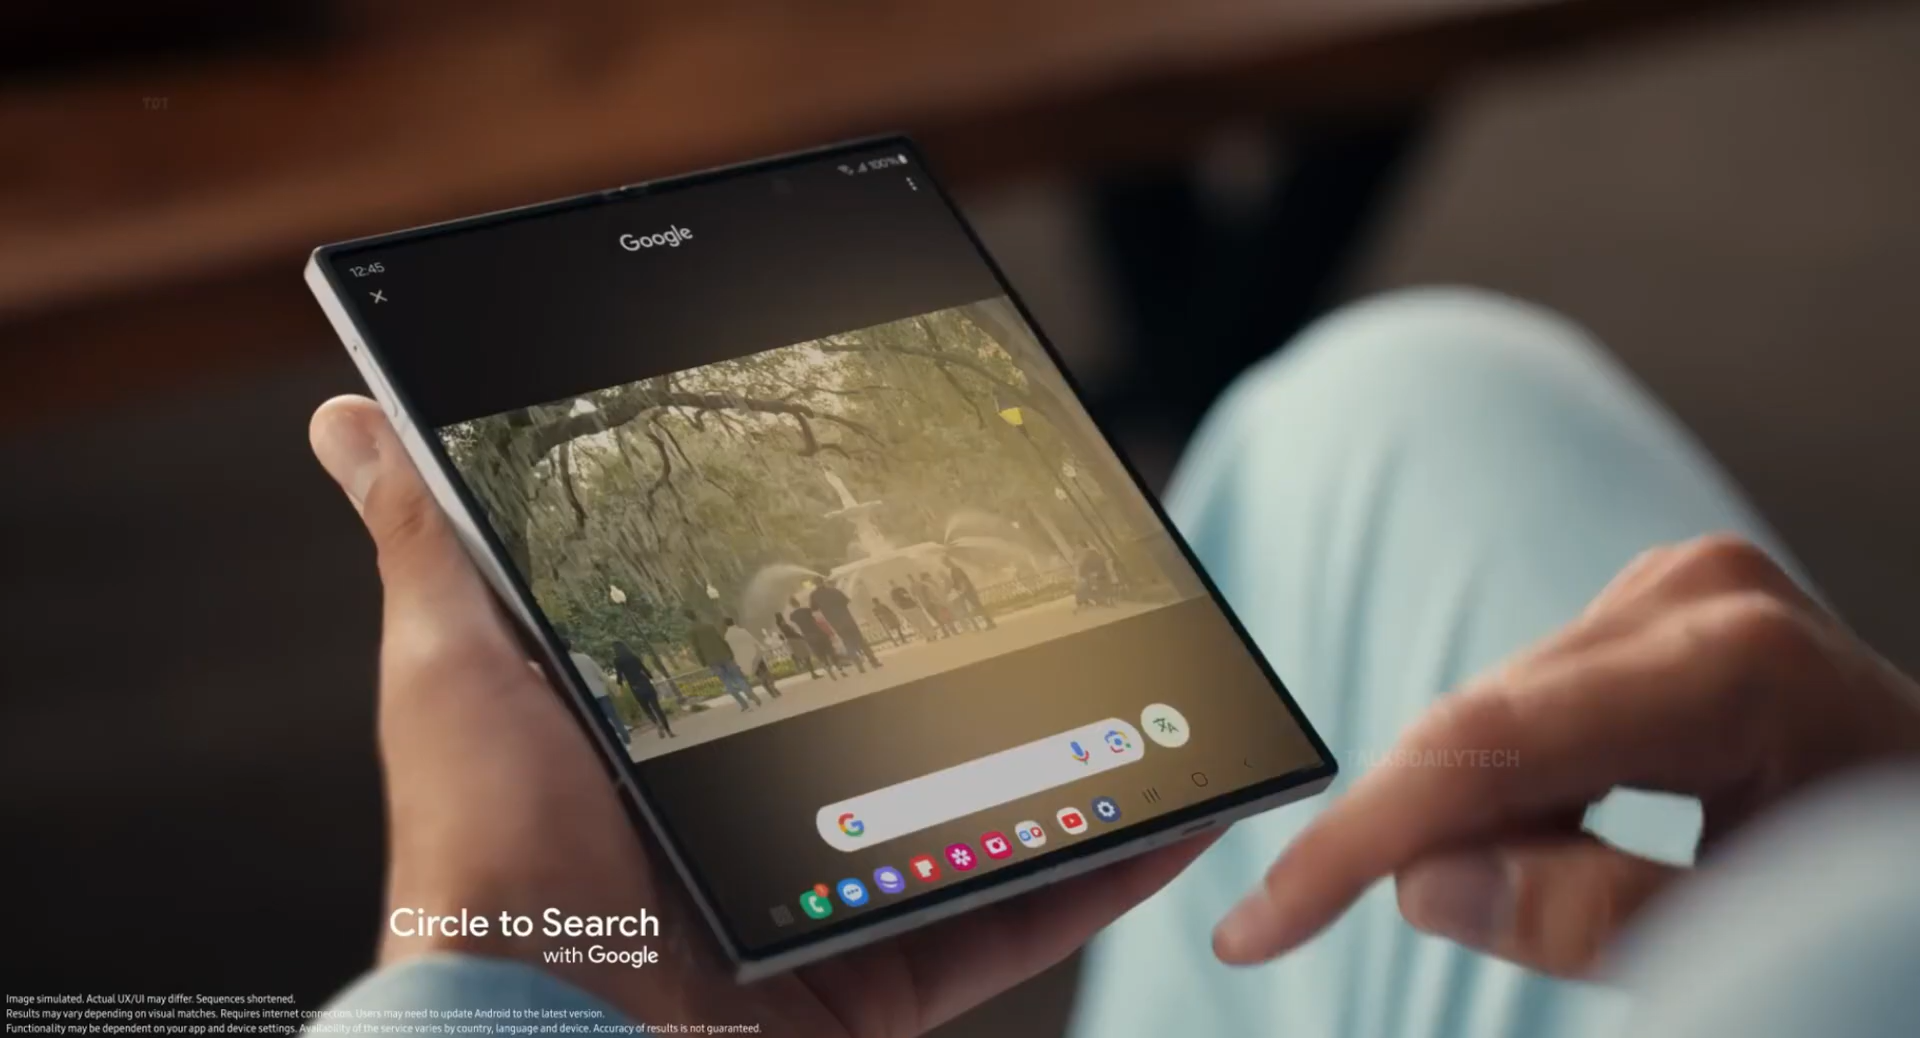 TDT
100%
Google
12:45
TALKSDAILYTECH
Circle to Search
with Google
Image simulated. Actual UX/UI may differ. Sequences shortened.
Results may vary depending on visual matches. Requires internet connection. Users may need to update Android to the latest version.
Functionality may be dependent on your app and device settings. Availability of the service varies by country, language and device. Accuracy of results is not guaranteed.